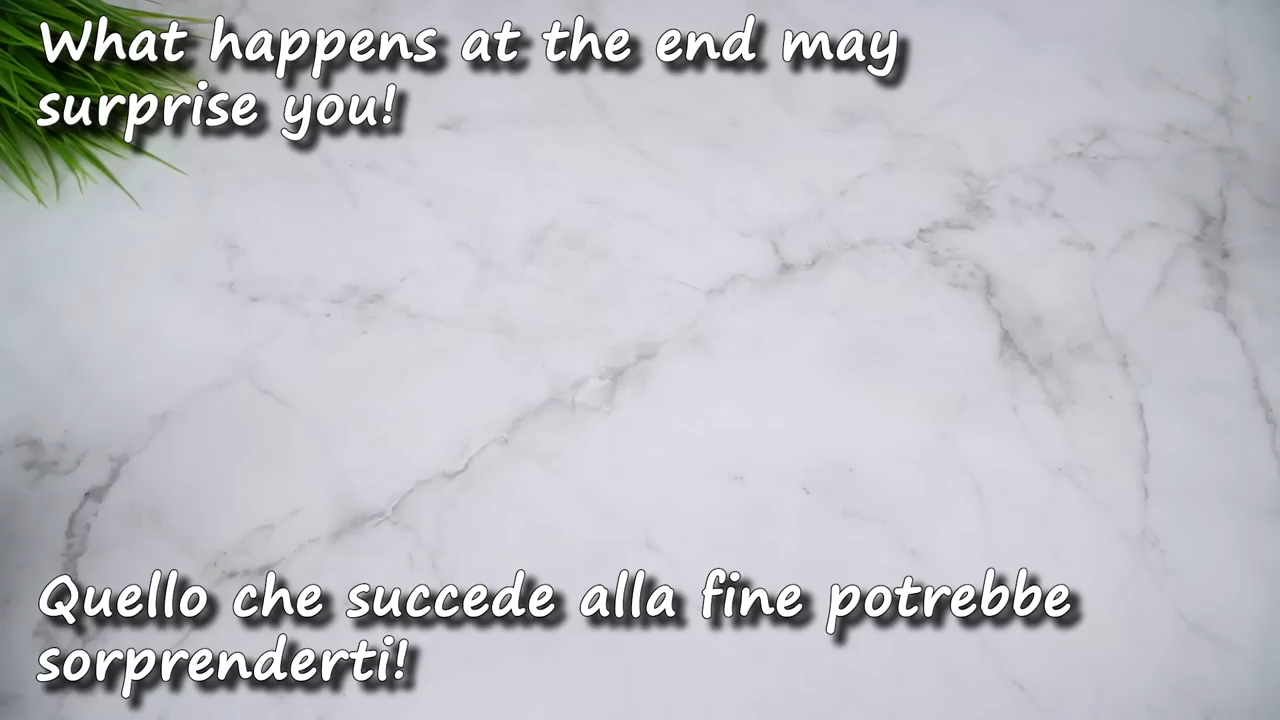 What happens at the end may
surprise you!
Quello che succede alla fine potrebbe
sorprenderti!